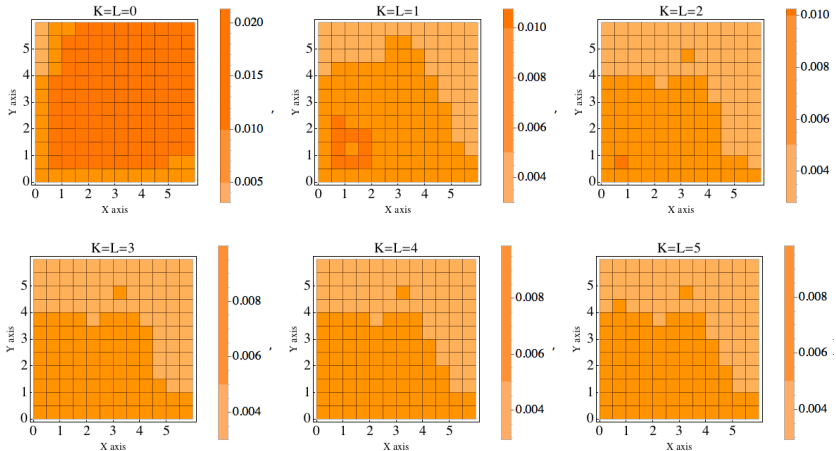 K=L=0
K=L=1
K=L=2
5
4
3
2
1
0
Y axis
0 1 2 3 4 5
X axis
0.020
0.015
0.010
0.005
,
5
4
3
2
1
0
Y axis
0 1 2 3 4 5
X axis
0.010
0.008
0.006
0.004
,
5
4
3
2
1
0
Y axis
0 1 2 3 4 5
X axis
0.010
0.008
0.006
0.004
K=L=3
K=L=4
K=L=5
5
4
3
2
1
0
Y axis
0 1 2 3 4 5
X axis
0.008
0.006
0.004
,
5
4
3
2
1
0
Y axis
0 1 2 3 4 5
X axis
0.008
0.006
0.004
,
5
4
3
2
1
0
Y axis
0 1 2 3 4 5
X axis
0.008
0.006
0.004